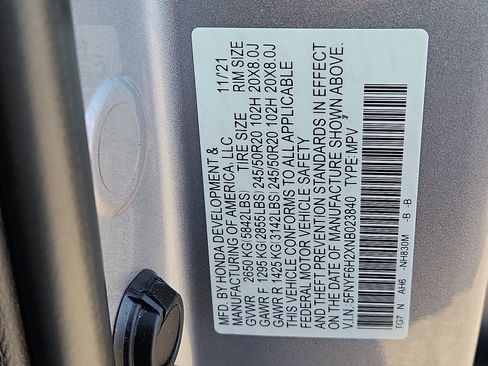 MFD. BY HONDA DEVELOPMENT & 11/21
MANUFACTURING OF AMERICA, LLC
TIRE SIZE RIM SIZE
GVWR 2650 KG (5842LBS)
GAWR F 1295 KG (2855LBS) 245/50R20 102H 20X8.0J
GAWR R 1425 KG (3142LBS) 245/50R20 102H 20X8.0J
THIS VEHICLE CONFORMS TO ALL APPLICABLE
FEDERAL MOTOR VEHICLE SAFETY
AND THEFT PREVENTION STANDARDS IN EFFECT
ON THE DATE OF MANUFACTURE SHOWN ABOVE.
V.I.N.: 5FNYF6H2XNB023840 TYPE: MPV
TG7 N AH6 -NH830M -B -B